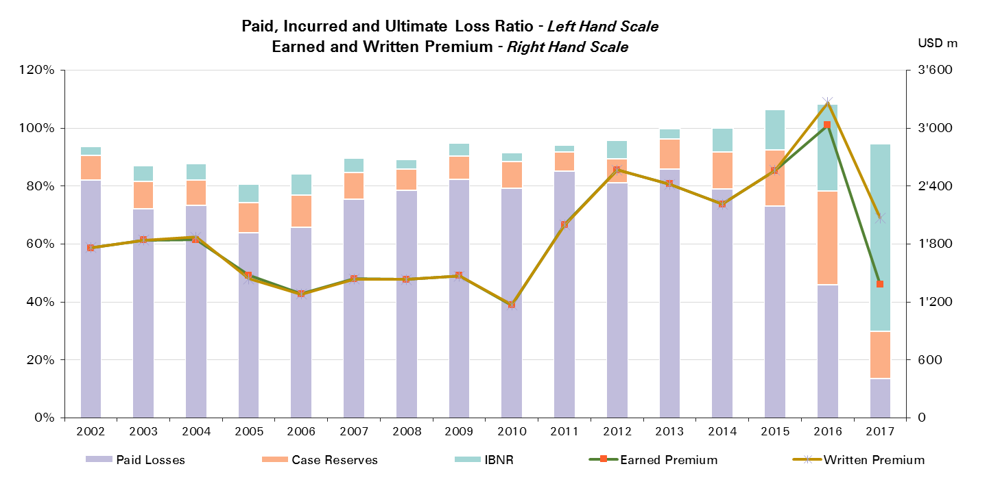 Paid, Incurred and Ultimate Loss Ratio - Left Hand Scale
Earned and Written Premium - Right Hand Scale
USD m
120%
100%
80%
60%
40%
20%
0%
3'600
3'000
2'400
1'800
1'200
600
0
2002 2003 2004 2005 2006 2007 2008 2009 2010 2011 2012 2013 2014 2015 2016 2017
Paid Losses Case Reserves IBNR Earned Premium Written Premium